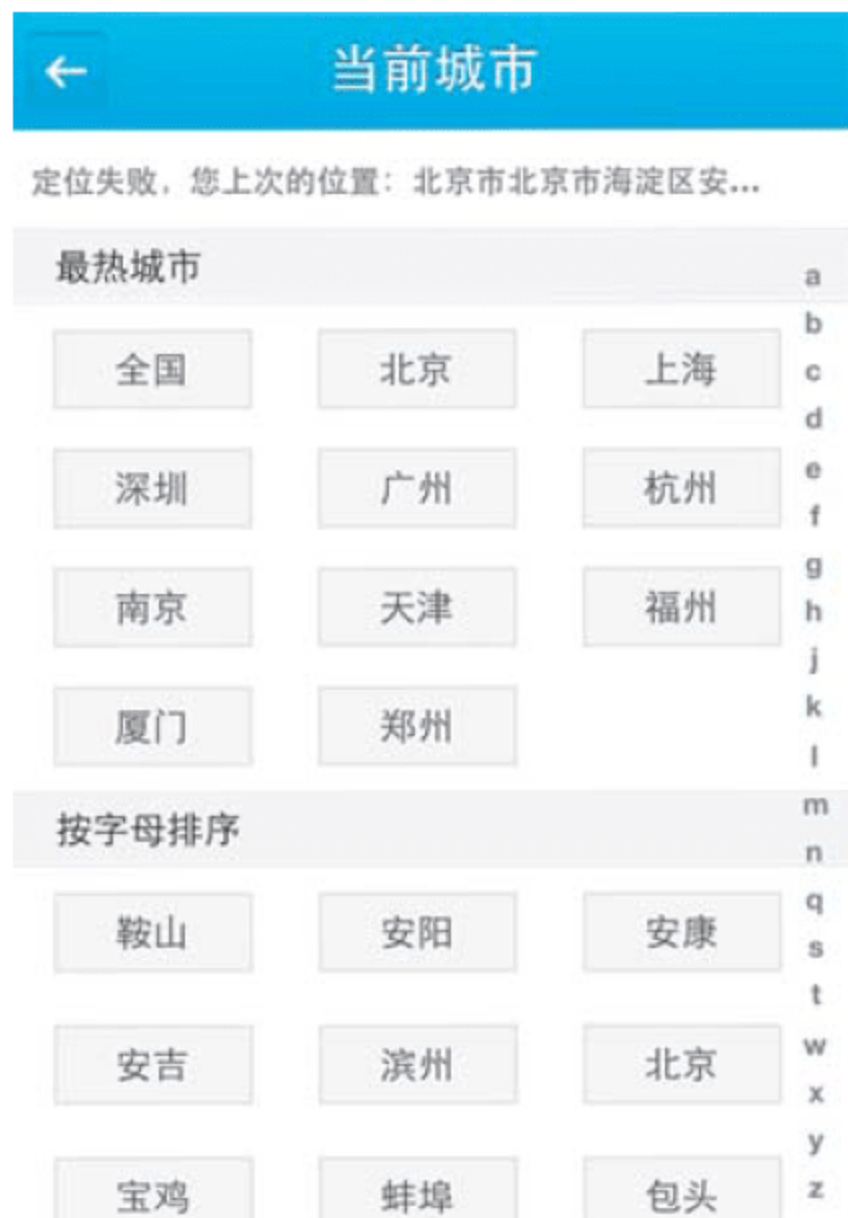 当前城市
定位失败，您上次的位置：北京市北京市海淀区安...
最热城市
全国 北京 上海
深圳 广州 杭州
南京 天津 福州
厦门 郑州
按字母排序
鞍山 安阳 安康
安吉 滨州 北京
宝鸡 蚌埠 包头
a
b
c
d
e
f
g
h
j
k
l
m
n
q
s
t
w
x
y
z